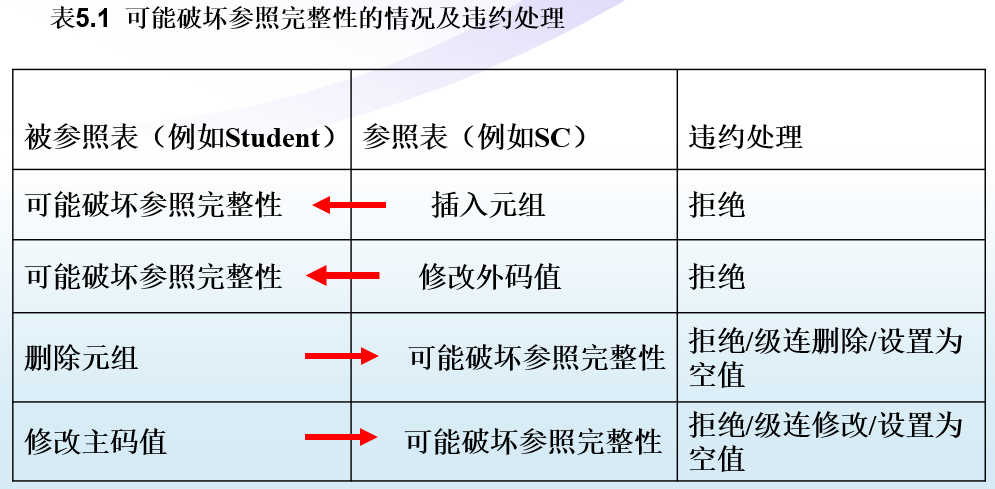 表5.1 可能破坏参照完整性的情况及违约处理
被参照表（例如Student） 参照表（例如SC） 违约处理
可能破坏参照完整性 插入元组 拒绝
可能破坏参照完整性 修改外码值 拒绝
删除元组 可能破坏参照完整性 拒绝/级连删除/设置为
空值
修改主码值 可能破坏参照完整性 拒绝/级连修改/设置为
空值